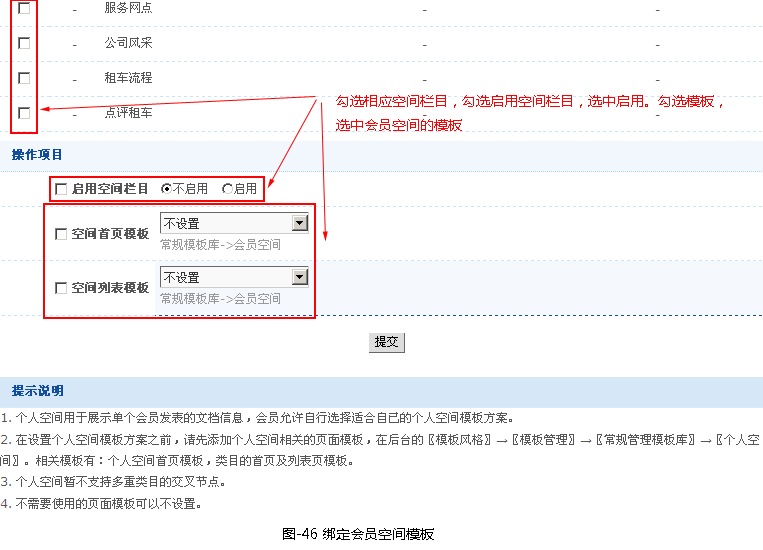 - 服务网点 - -
- 公司风采 - -
- 租车流程 - -
- 点评租车 - -
勾选相应空间栏目，勾选启用空间栏目，选中启用。勾选模板，
选中会员空间的模板
操作项目
启用空间栏目 不启用 启用
空间首页模板 不设置
常规模板库->会员空间
空间列表模板 不设置
常规模板库->会员空间
提交
提示说明
1. 个人空间用于展示单个会员发表的文档信息，会员允许自行选择适合自已的个人空间模板方案。
2. 在设置个人空间模板方案之前，请先添加个人空间相关的页面模板，在后台的〖模板风格〗→〖模板管理〗→〖常规管理模板库〗→〖个人空
间〗。相关模板有：个人空间首页模板，类目的首页及列表页模板。
3. 个人空间暂不支持多重类目的交叉节点。
4. 不需要使用的页面模板可以不设置。
图-46 绑定会员空间模板